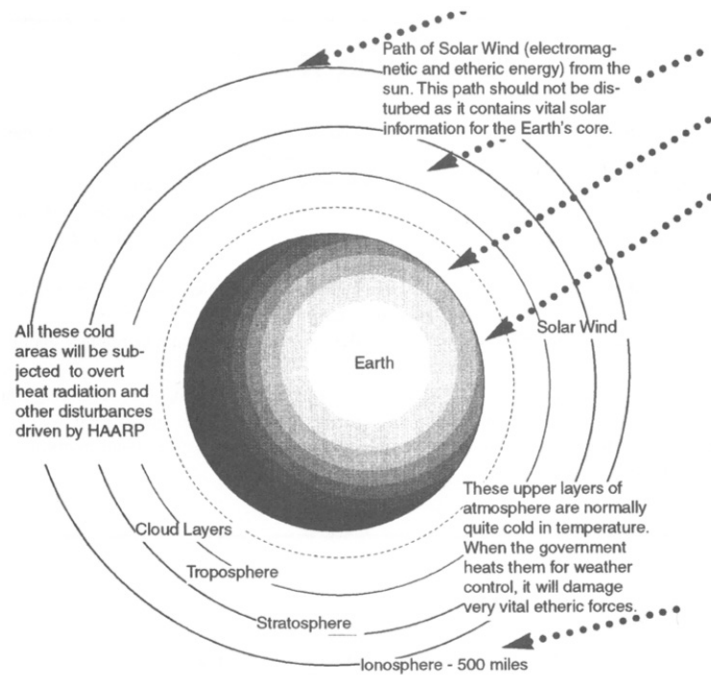 Path of Solar Wind (electromag-
netic and etheric energy) from the
sun. This path should not be dis-
turbed as it contains vital solar
information for the Earth's core.
Solar Wind
All these cold
areas will be sub-
jected to overt
heat radiation and
other disturbances
driven by HAARP
Earth
These upper layers of
atmosphere are normally
quite cold in temperature.
When the government
heats them for weather
control, it will damage
very vital etheric forces.
Cloud Layers
Troposphere
Stratosphere
Ionosphere - 500 miles